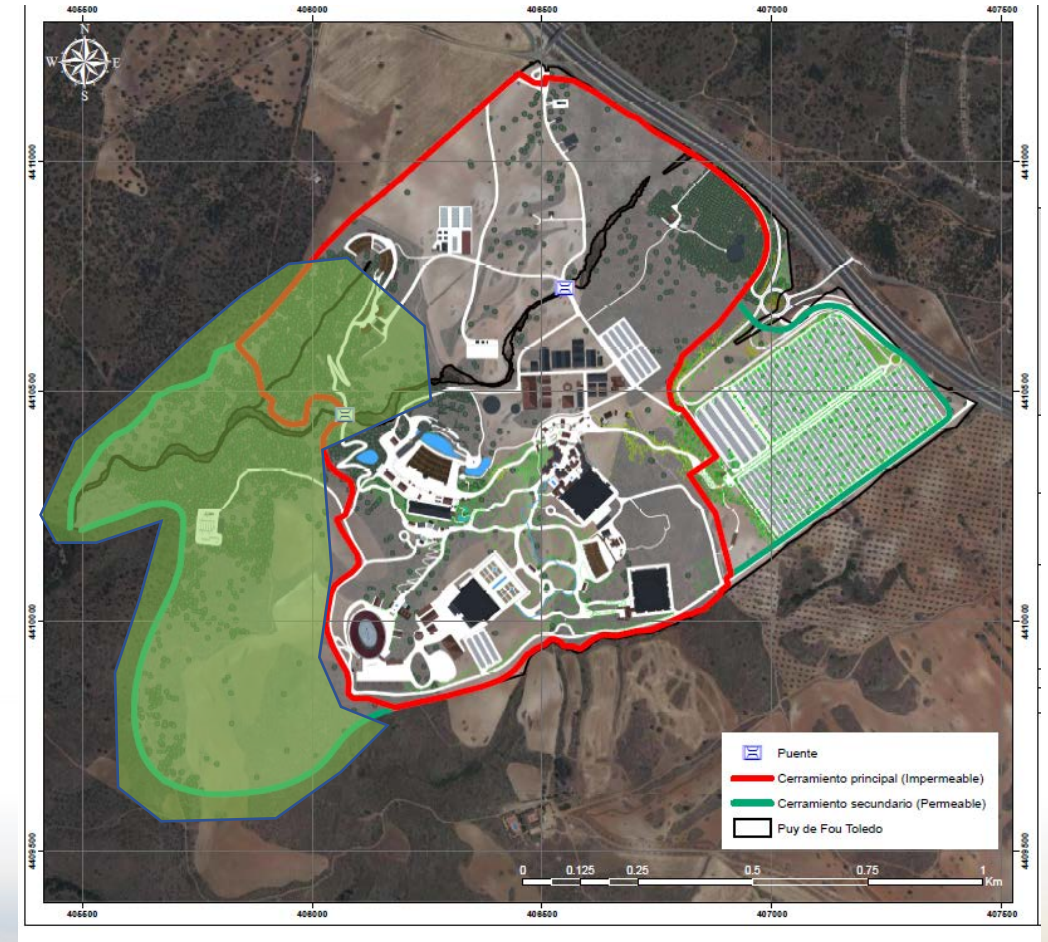 405500 406000 406500 407000 407500
N
W E
S
4411000 4411000
4410500 4410500
4410000 4410000
4409500 4409500
Puente
Cerramiento principal (Impermeable)
Cerramiento secundario (Permeable)
Puy de Fou Toledo
0 0.125 0.25 0.5 0.75 1
Km
405500 406000 406500 407000 407500